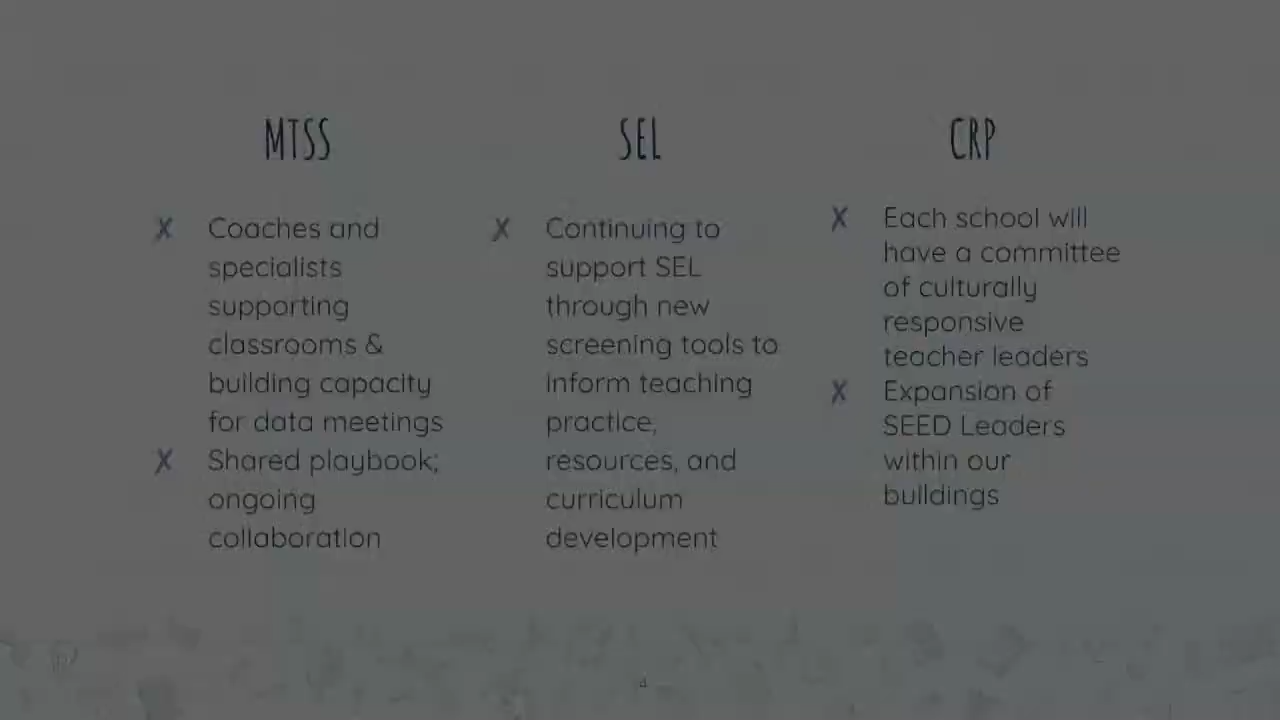 MTSS
X Coaches and
specialists
supporting
classrooms &
building capacity
for data meetings
X Shared playbook;
ongoing
collaboration
SEL
X Continuing to
support SEL
through new
screening tools to
inform teaching
practice,
resources, and
curriculum
development
CRP
X Each school will
have a committee
of culturally
responsive
teacher leaders
X Expansion of
SEED Leaders
within our
buildings
4